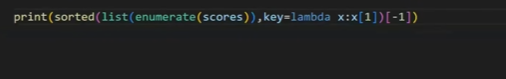 print(sorted(list(enumerate(scores)),key=lambda x:x[1])[-1])